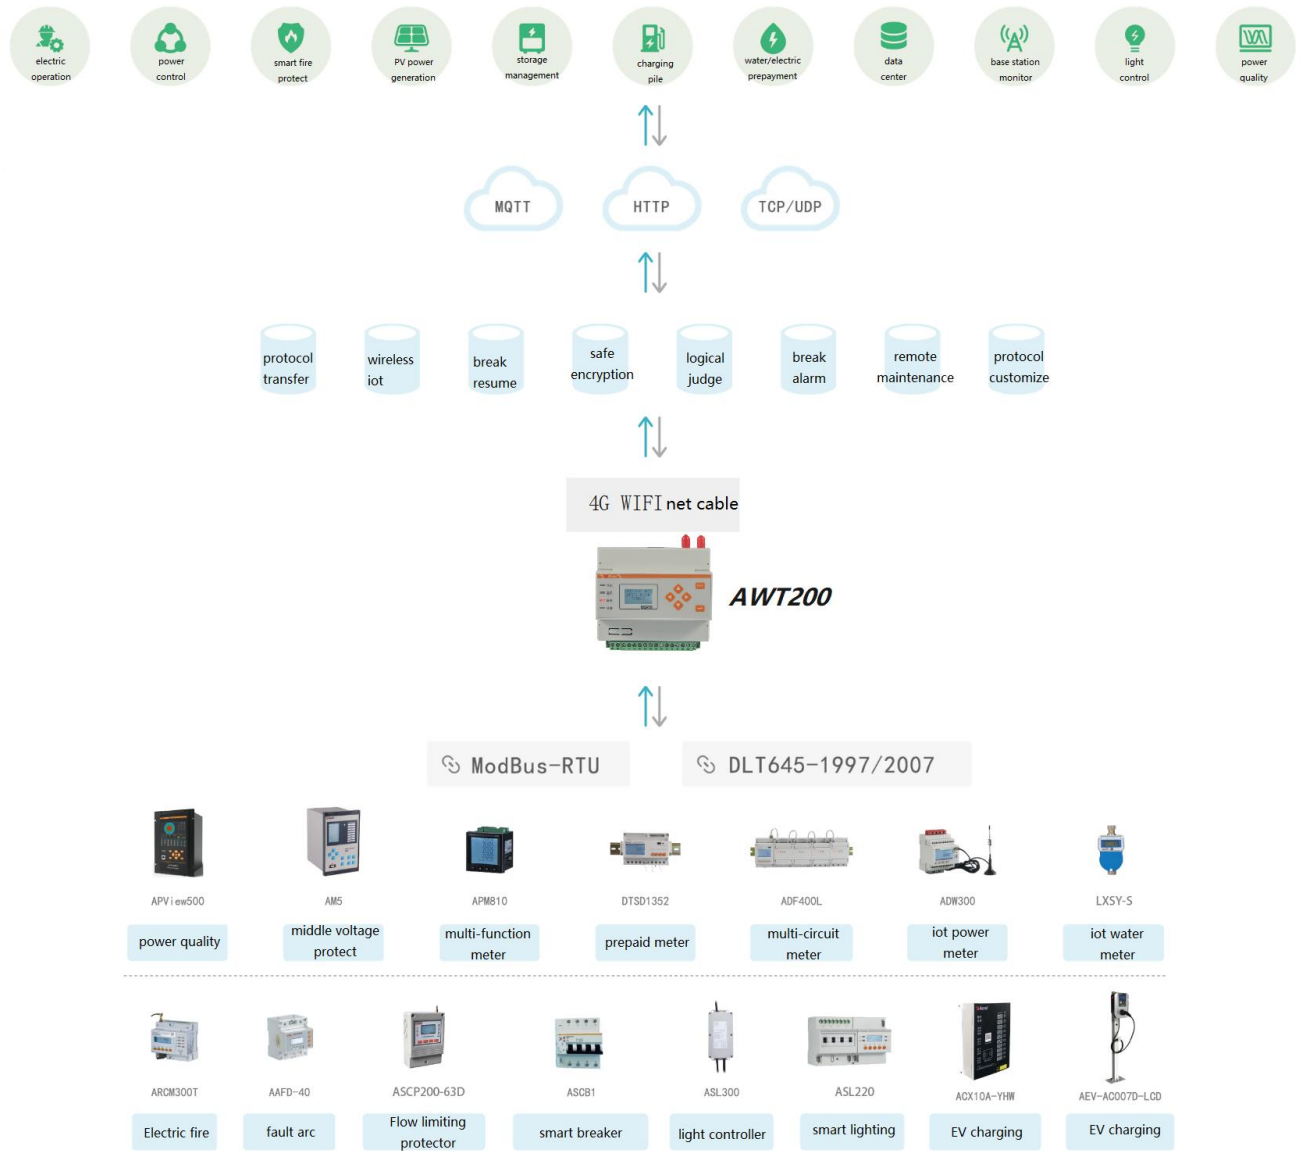 electric
operation
power
control
smart fire
protect
PV power
generation
storage
management
charging
pile
water/electric
prepayment
data
center
base station
monitor
light
control
power
quality
MQTT
HTTP
TCP/UDP
protocol
transfer
wireless
iot
break
resume
safe
encryption
logical
judge
break
alarm
remote
maintenance
protocol
customize
4G WIFI net cable
AWT200
ModBus-RTU
DLT645-1997/2007
APView500
AM5
APM810
DTSD1352
ADF400L
ADW300
LXSY-S
power quality
middle voltage
protect
multi-function
meter
prepaid meter
multi-circuit
meter
iot power
meter
iot water
meter
ARCM300T
AAFD-40
ASCP200-63D
ASCB1
ASL300
ASL220
ACX10A-YHW
AEV-AC007D-LCD
Electric fire
fault arc
Flow limiting
protector
smart breaker
light controller
smart lighting
EV charging
EV charging